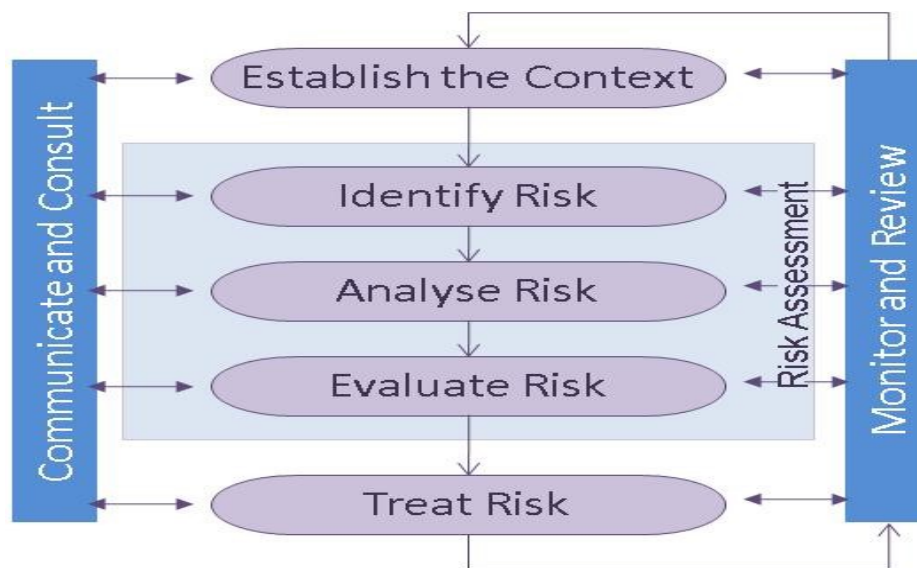 Establish the Context
Communicate and Consult
Identify Risk
Analyse Risk
Evaluate Risk
Risk Assessment
Monitor and Review
Treat Risk